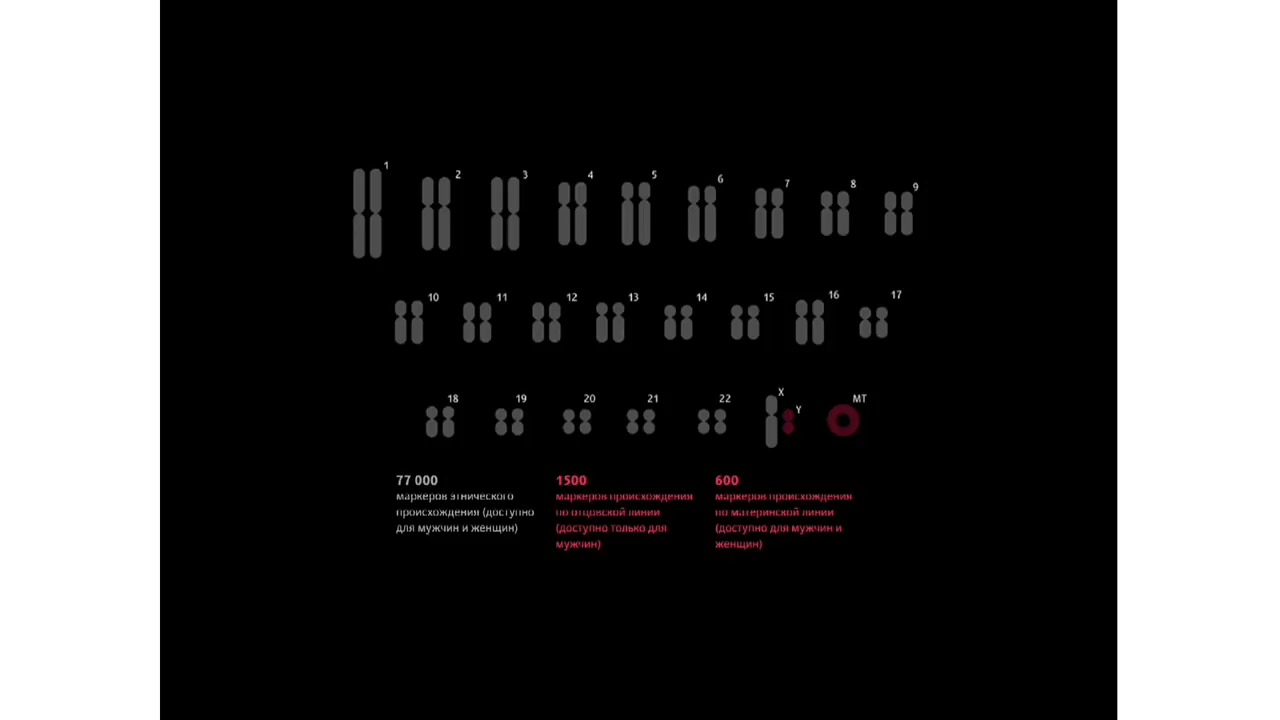 1 2 3 4 5 6 7 8 9
10 11 12 13 14 15 16 17
18 19 20 21 22 X Y MT
77 000
маркеров этнического
происхождения (доступно
для мужчин и женщин)
1500
маркеров происхождения
по отцовской линии
(доступно только для
мужчин)
600
маркеров происхождения
по материнской линии
(доступно для мужчин и
женщин)